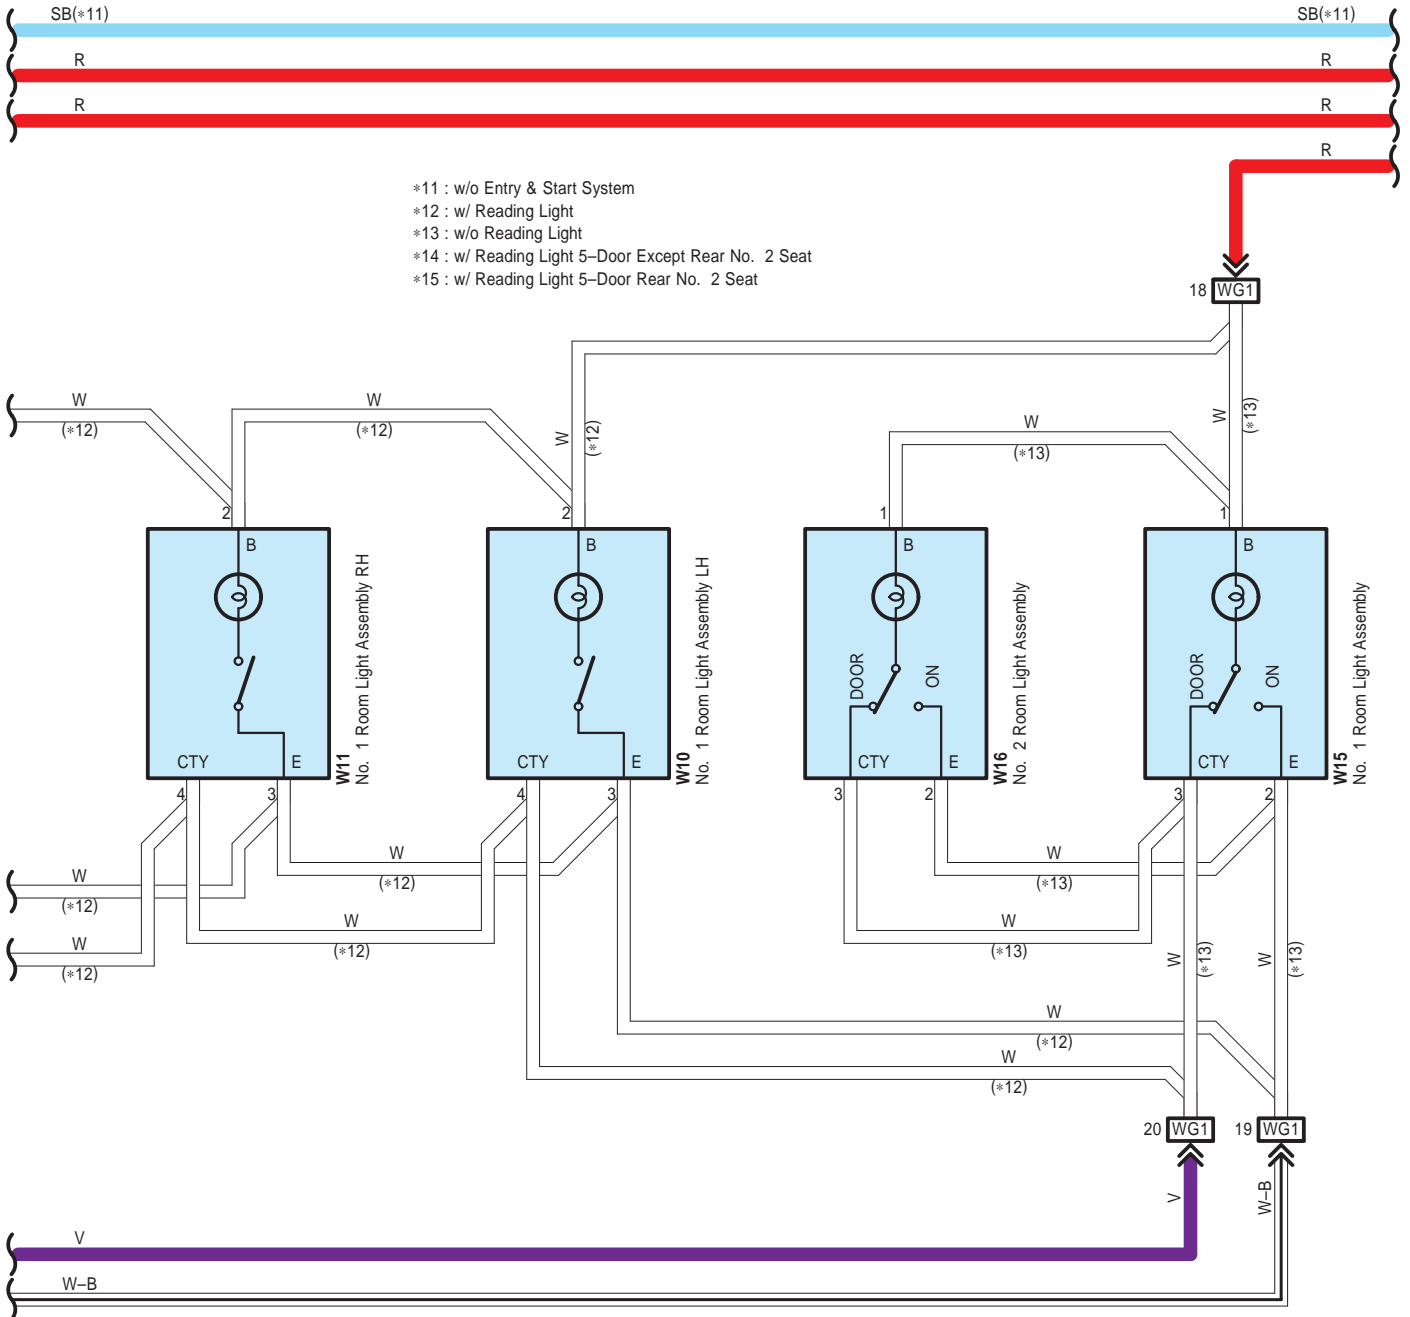 SB(*11) SB(*11)
R R
R R
R
*11 : w/o Entry & Start System
*12 : w/ Reading Light
*13 : w/o Reading Light
*14 : w/ Reading Light 5–Door Except Rear No. 2 Seat
*15 : w/ Reading Light 5–Door Rear No. 2 Seat
18 WG1
W
(*12)
W
(*12)
W
(*12)
W
(*13)
W
(*13)
2
B
CTY
E
4
3
W11
No. 1 Room Light Assembly RH
2
B
CTY
E
4
3
W10
No. 1 Room Light Assembly LH
1
B
DOOR
ON
CTY
E
3
2
W16
No. 2 Room Light Assembly
1
B
DOOR
ON
CTY
E
3
2
W15
No. 1 Room Light Assembly
W
(*12)
W
(*13)
W
(*12)
W
(*12)
W
(*13)
W
(*12)
W
(*13)
W
(*13)
W
(*12)
W
(*12)
20 WG1
19 WG1
V
W–B
V
W–B